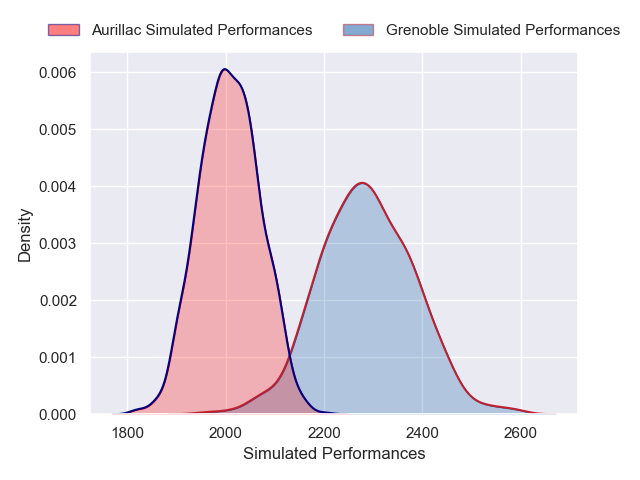 Aurillac Simulated Performances Grenoble Simulated Performances
0.006
0.005
0.004
0.003
0.002
0.001
0.000
Density
1800 2000 2200 2400 2600
Simulated Performances